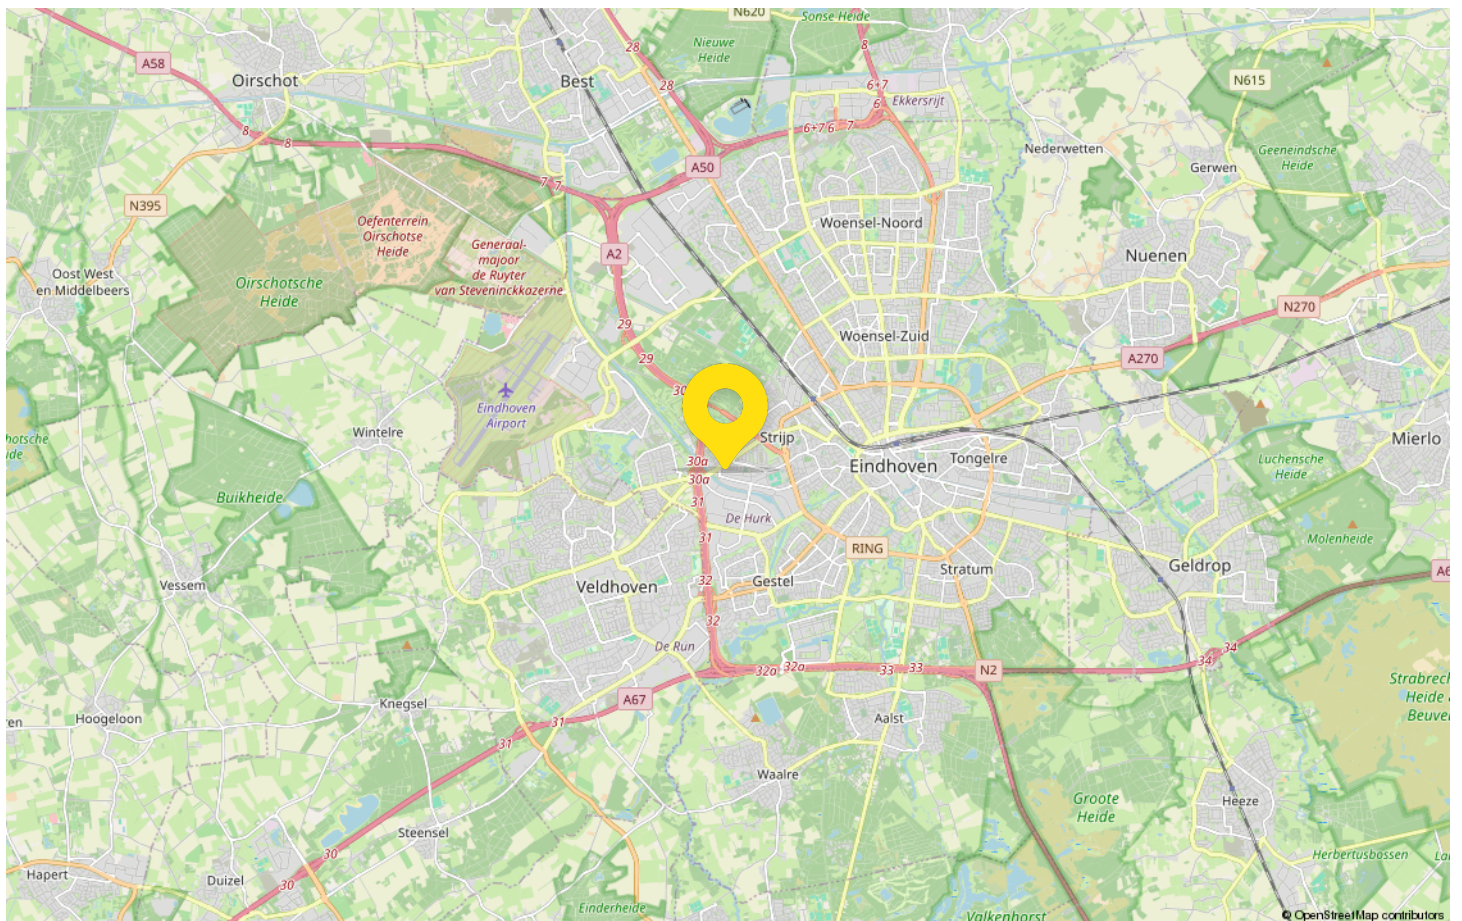 N620
Sonse Heide
28
Nieuwe
Heide
8
A58
Oirschot
Best
28
6+7
N615
6
Ekkersrijt
8
8
6+7
6
7
Nederwetten
Geeneindsche
Heide
A50
Gerwen
7
7
N395
Oefenterrein
Oirschotse
Heide
Woensel-Noord
Generaal-
majoor
de Ruyter
van Steveninckkazerne
A2
Nuenen
Oost West
en Middelbeers
Oirschotsche
Heide
N270
29
Woensel-Zuid
29
A270
30
Eindhoven
Airport
Wintelre
Strijp
Mierlo
30a
Eindhoven
Tongelre
Luchensche
Heide
30a
Buikheide
31
De Hurk
31
RING
Molenheide
Geldrop
Stratum
32
Gestel
Veldhoven
Vessem
32
De Run
34
34
32a
32a
33
33
N2
A67
Knegsel
Hoogeloon
31
31
Aalst
Waalre
Groote
Heide
Heeze
Steensel
30
Herbertusbossen
Hapert
Duizel
30
Einderheide
Valkenhorst
© OpenStreetMap contributors